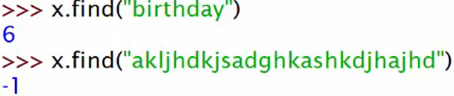 >>> x.find("birthday")
6
>>> x.find("akljhdkjsadghkashkdjhajhd")
-1